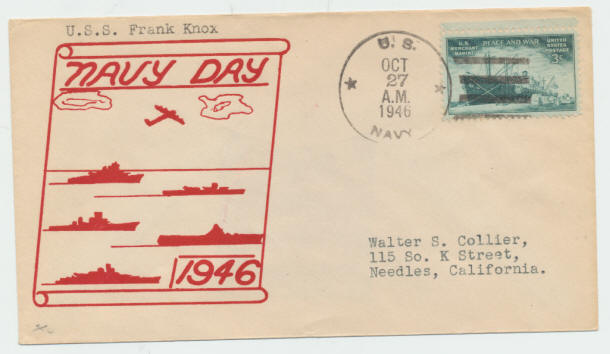 U.S.S. Frank Knox
NAVY DAY
1946
U. S.
OCT
27
A.M.
1946
NAVY
U.S. MERCHANT MARINE
PEACE AND WAR
UNITED STATES POSTAGE
3¢
Walter S. Collier,
115 So. K Street,
Needles, California.